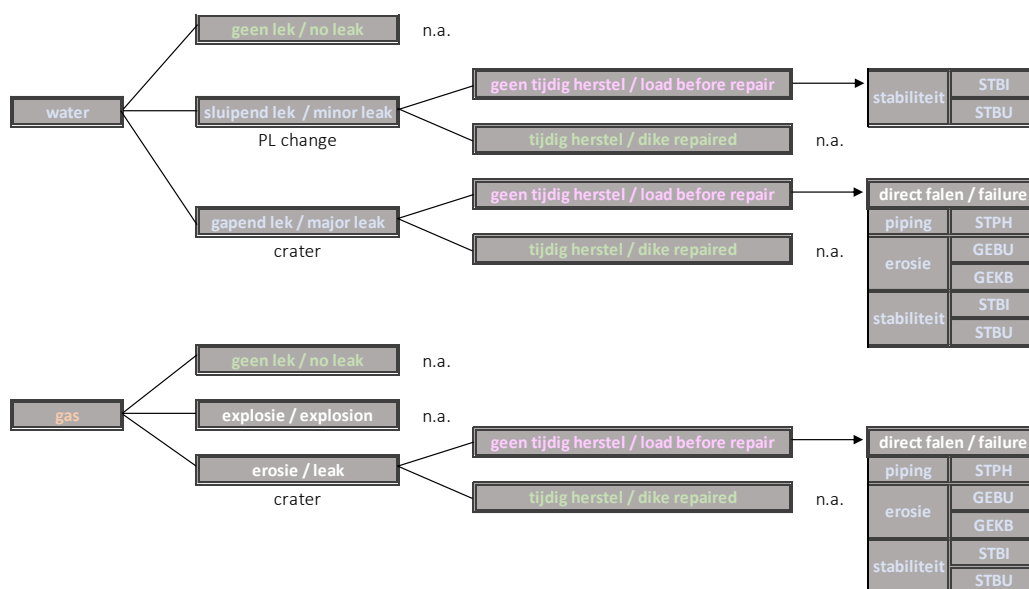 geen lek / no leak
n.a.
water
sluipend lek / minor leak
PL change
geen tijdig herstel / load before repair
stabiliteit
STBI
STBU
tijdig herstel / dike repaired
n.a.
gapend lek / major leak
crater
geen tijdig herstel / load before repair
direct falen / failure
piping
STPH
tijdig herstel / dike repaired
n.a.
erosie
GEBU
GEKB
stabiliteit
STBI
STBU
geen lek / no leak
n.a.
gas
explosie / explosion
n.a.
erosie / leak
crater
geen tijdig herstel / load before repair
direct falen / failure
piping
STPH
tijdig herstel / dike repaired
n.a.
erosie
GEBU
GEKB
stabiliteit
STBI
STBU